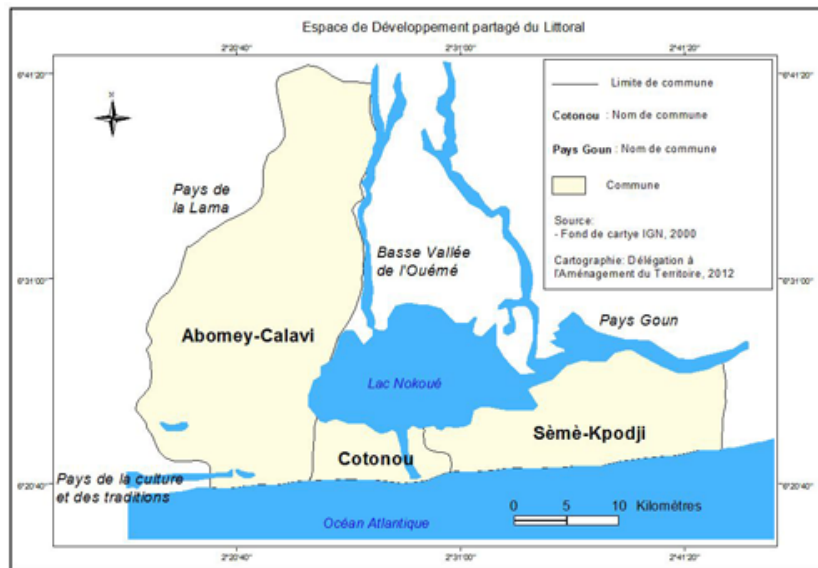 Espace de Développement partagé du Littoral
2°20'40" 2°31'00" 2°41'20"
6°41'20" 6°41'20"
N
Limite de commune
Cotonou : Nom de commune
Pays Goun : Nom de commune
Commune
Source:
- Fond de cartye IGN, 2000
Cartographie: Délégation à
l'Aménagement du Territoire, 2012
Pays de
la Lama
Basse Vallée
de l'Ouémé
6°31'00" 6°31'00"
Pays Goun
Abomey-Calavi
Lac Nokoué
Sèmè-Kpodji
Cotonou
Pays de la culture
et des traditions
6°20'40" 6°20'40"
Océan Atlantique
0 5 10 Kilomètres
2°20'40" 2°31'00" 2°41'20"